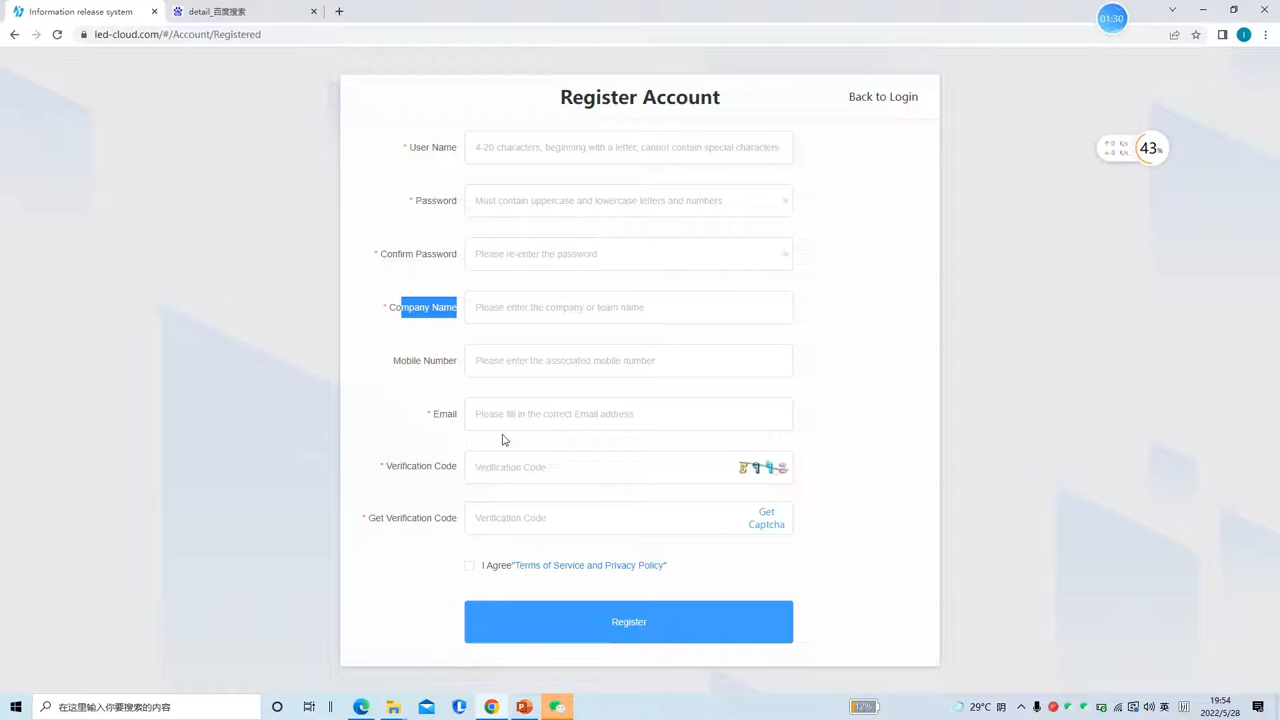 Information release system
detail_百度搜索
01:30
led-cloud.com/#/Account/Registered
Register Account
Back to Login
* User Name
4-20 characters, beginning with a letter, cannot contain special characters
* Password
Must contain uppercase and lowercase letters and numbers
* Confirm Password
Please re-enter the password
* Company Name
Please enter the company or team name
Mobile Number
Please enter the associated mobile number
* Email
Please fill in the correct Email address
* Verification Code
Verification Code
* Get Verification Code
Verification Code
Get
Captcha
I Agree"Terms of Service and Privacy Policy"
Register
↑ 0 K/s
↓ 0 K/s
43%
在这里输入你要搜索的内容
12%
29°C 阴
英
19:54
2022/5/28